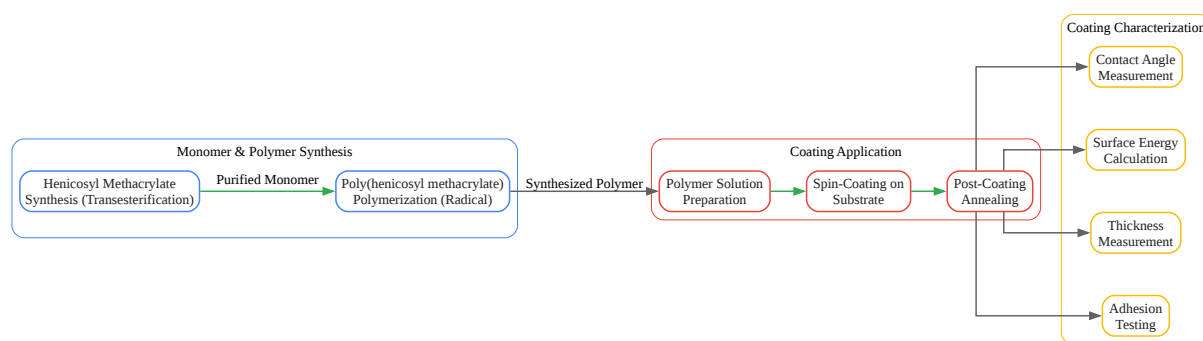 Monomer & Polymer Synthesis
Henicosyl Methacrylate
Synthesis (Transesterification)
Purified Monomer
Poly(henicosyl methacrylate)
Polymerization (Radical)
Synthesized Polymer
Coating Application
Polymer Solution
Preparation
Spin-Coating on
Substrate
Post-Coating
Annealing
Coating Characterization
Contact Angle
Measurement
Surface Energy
Calculation
Thickness
Measurement
Adhesion
Testing